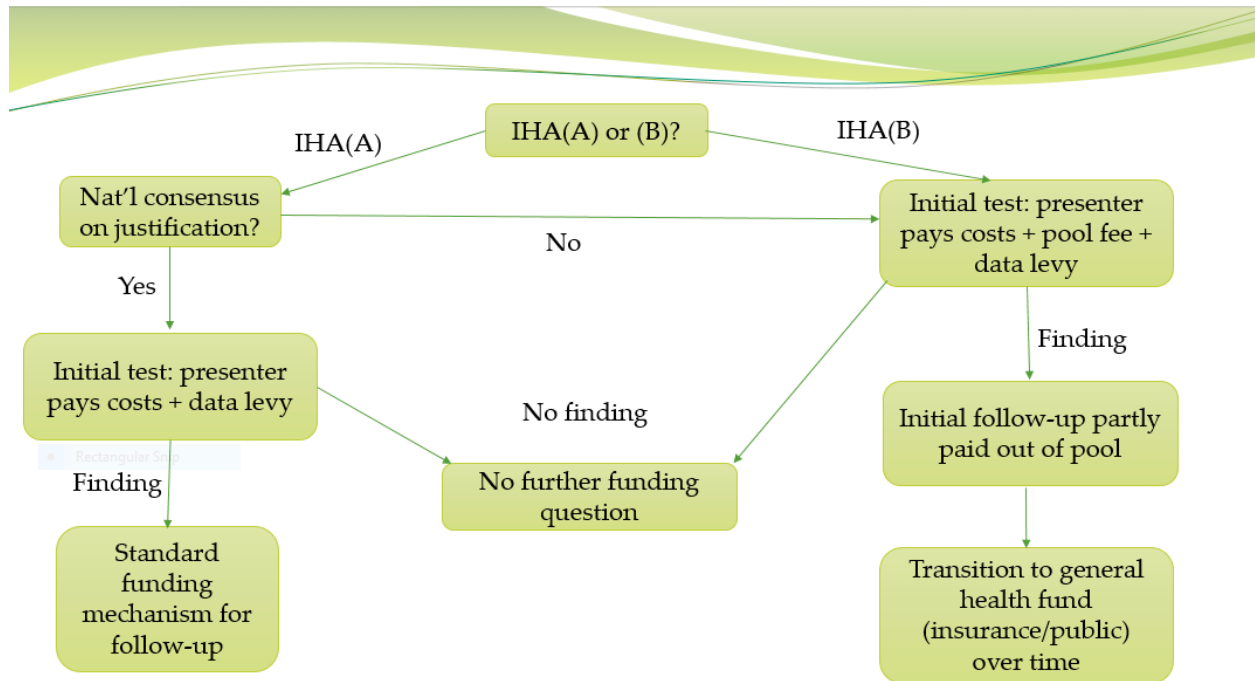 IHA(A) or (B)?
IHA(A)
IHA(B)
Nat’l consensus
on justification?
Initial test: presenter
pays costs + pool fee +
data levy
No
Yes
Finding
Initial test: presenter
pays costs + data levy
No finding
Initial follow-up partly
paid out of pool
Rectangular Snip
Finding
No further funding
question
Standard
funding
mechanism for
follow-up
Transition to general
health fund
(insurance/public)
over time